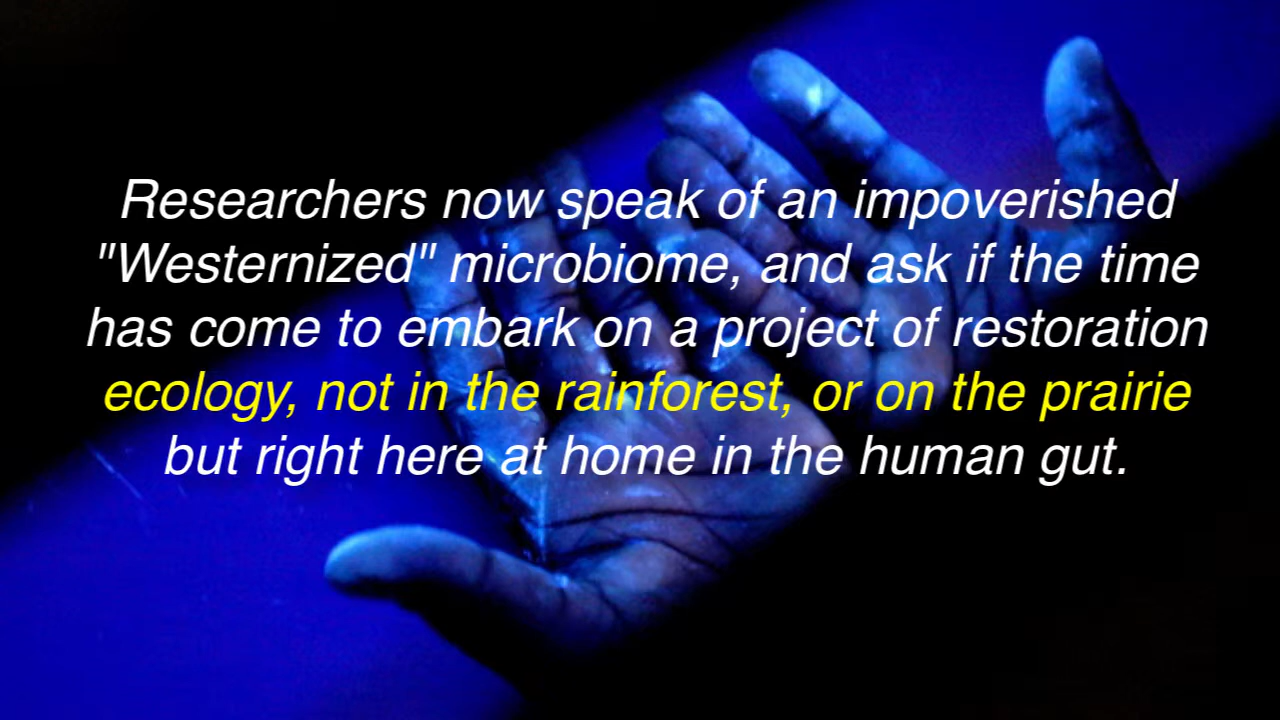 Researchers now speak of an impoverished
"Westernized" microbiome, and ask if the time
has come to embark on a project of restoration
ecology, not in the rainforest, or on the prairie
but right here at home in the human gut.